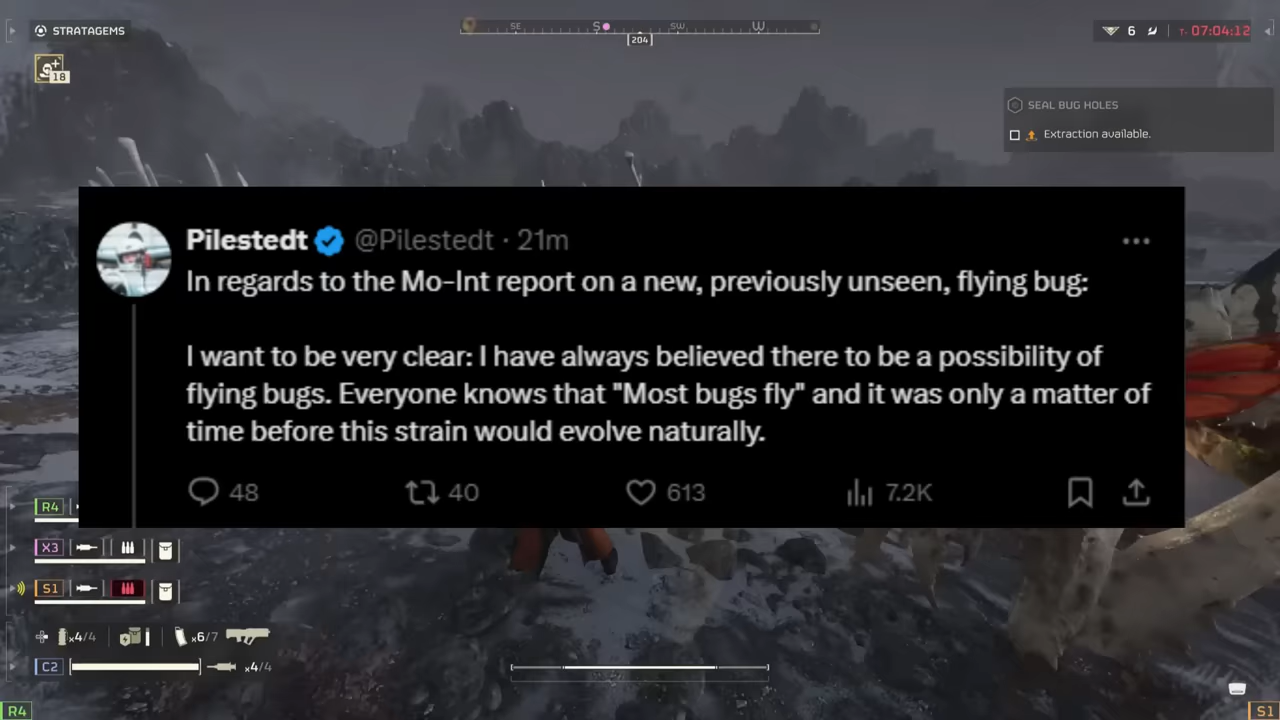 STRATAGEMS
SE S SW W
204
6 T- 07:04:12
18
SEAL BUG HOLES
Extraction available.
Pilestedt @Pilestedt · 21m
In regards to the Mo-Int report on a new, previously unseen, flying bug:
I want to be very clear: I have always believed there to be a possibility of
flying bugs. Everyone knows that "Most bugs fly" and it was only a matter of
time before this strain would evolve naturally.
48 40 613 7.2K
R4
X3
S1
x4/4 x6/7
C2 x4/4
R4 S1